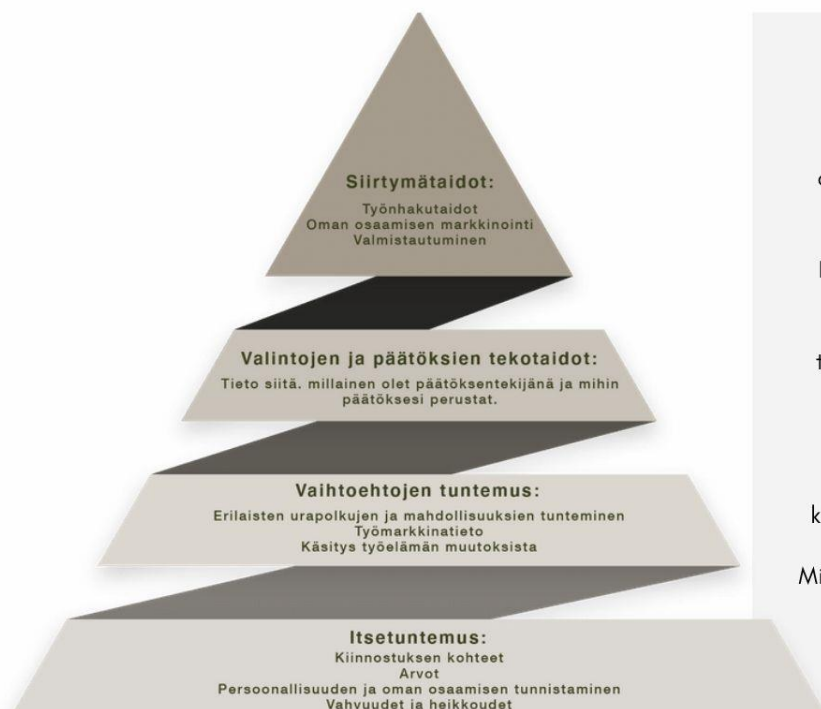 Siirtymätaidot:
Työnhakutaidot
Oman osaamisen markkinointi
Valmistautuminen
Valintojen ja päätöksien tekotaidot:
Tieto siitä. millainen olet päätöksentekijänä ja mihin
päätöksesi perustat.
Vaihtoehtojen tuntemus:
Erilaisten urapolkujen ja mahdollisuuksien tunteminen
Työmarkkinatieto
Käsitys työelämän muutoksista
Itsetuntemus:
Kiinnostuksen kohteet
Arvot
Persoonallisuuden ja oman osaamisen tunnistaminen
Vahvuudet ja heikkoudet